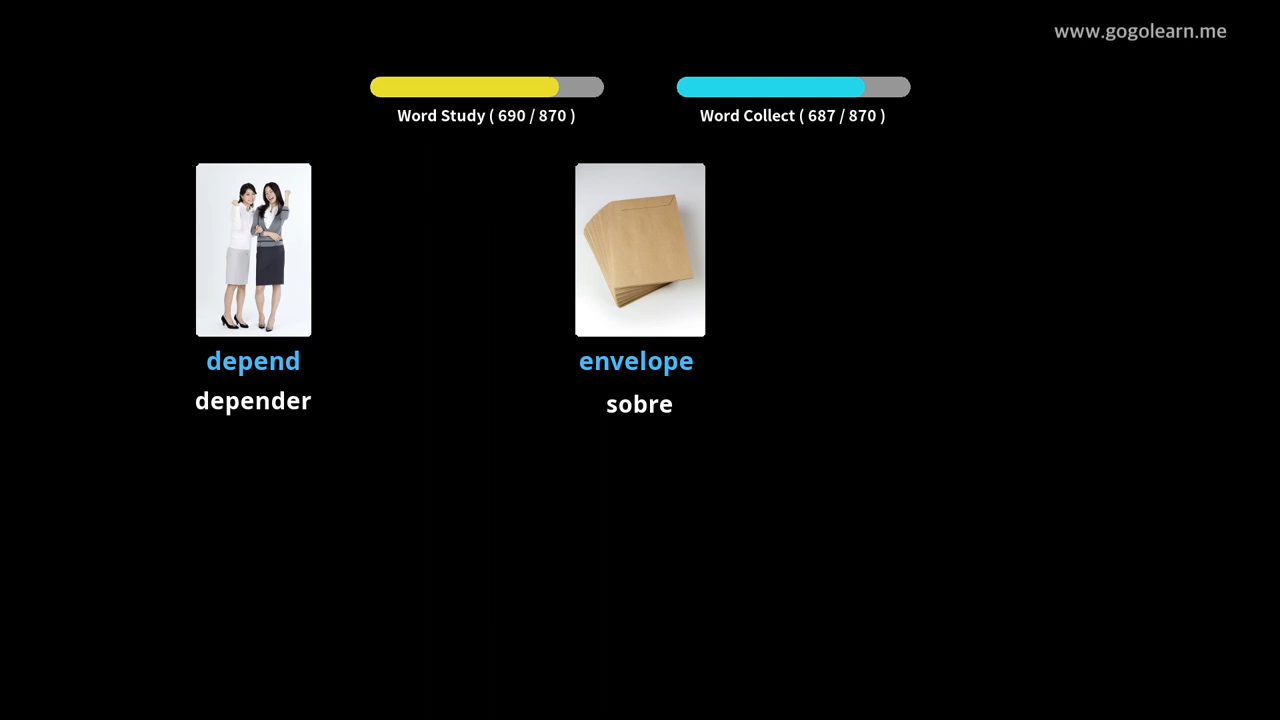 www.gogolearn.me
Word Study ( 690 / 870 )
Word Collect ( 687 / 870 )
depend
depender
envelope
sobre